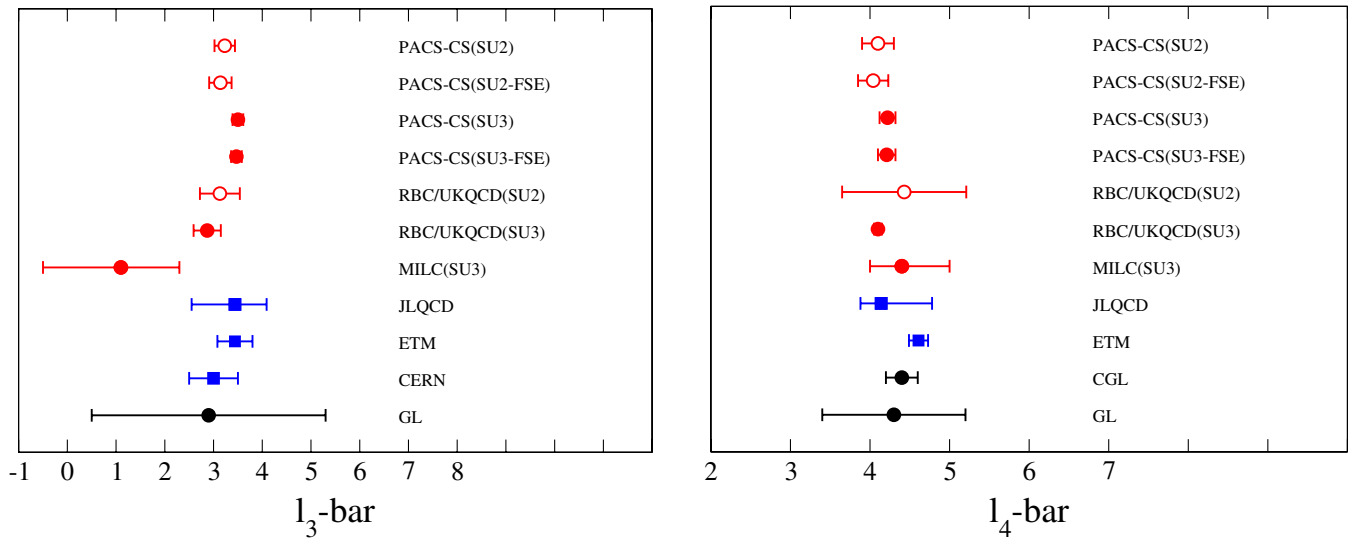 PACS-CS(SU2)
PACS-CS(SU2-FSE)
PACS-CS(SU3)
PACS-CS(SU3-FSE)
RBC/UKQCD(SU2)
RBC/UKQCD(SU3)
MILC(SU3)
JLQCD
ETM
CERN
GL
-1 0 1 2 3 4 5 6 7 8
l3-bar
PACS-CS(SU2)
PACS-CS(SU2-FSE)
PACS-CS(SU3)
PACS-CS(SU3-FSE)
RBC/UKQCD(SU2)
RBC/UKQCD(SU3)
MILC(SU3)
JLQCD
ETM
CGL
GL
2 3 4 5 6 7
l4-bar